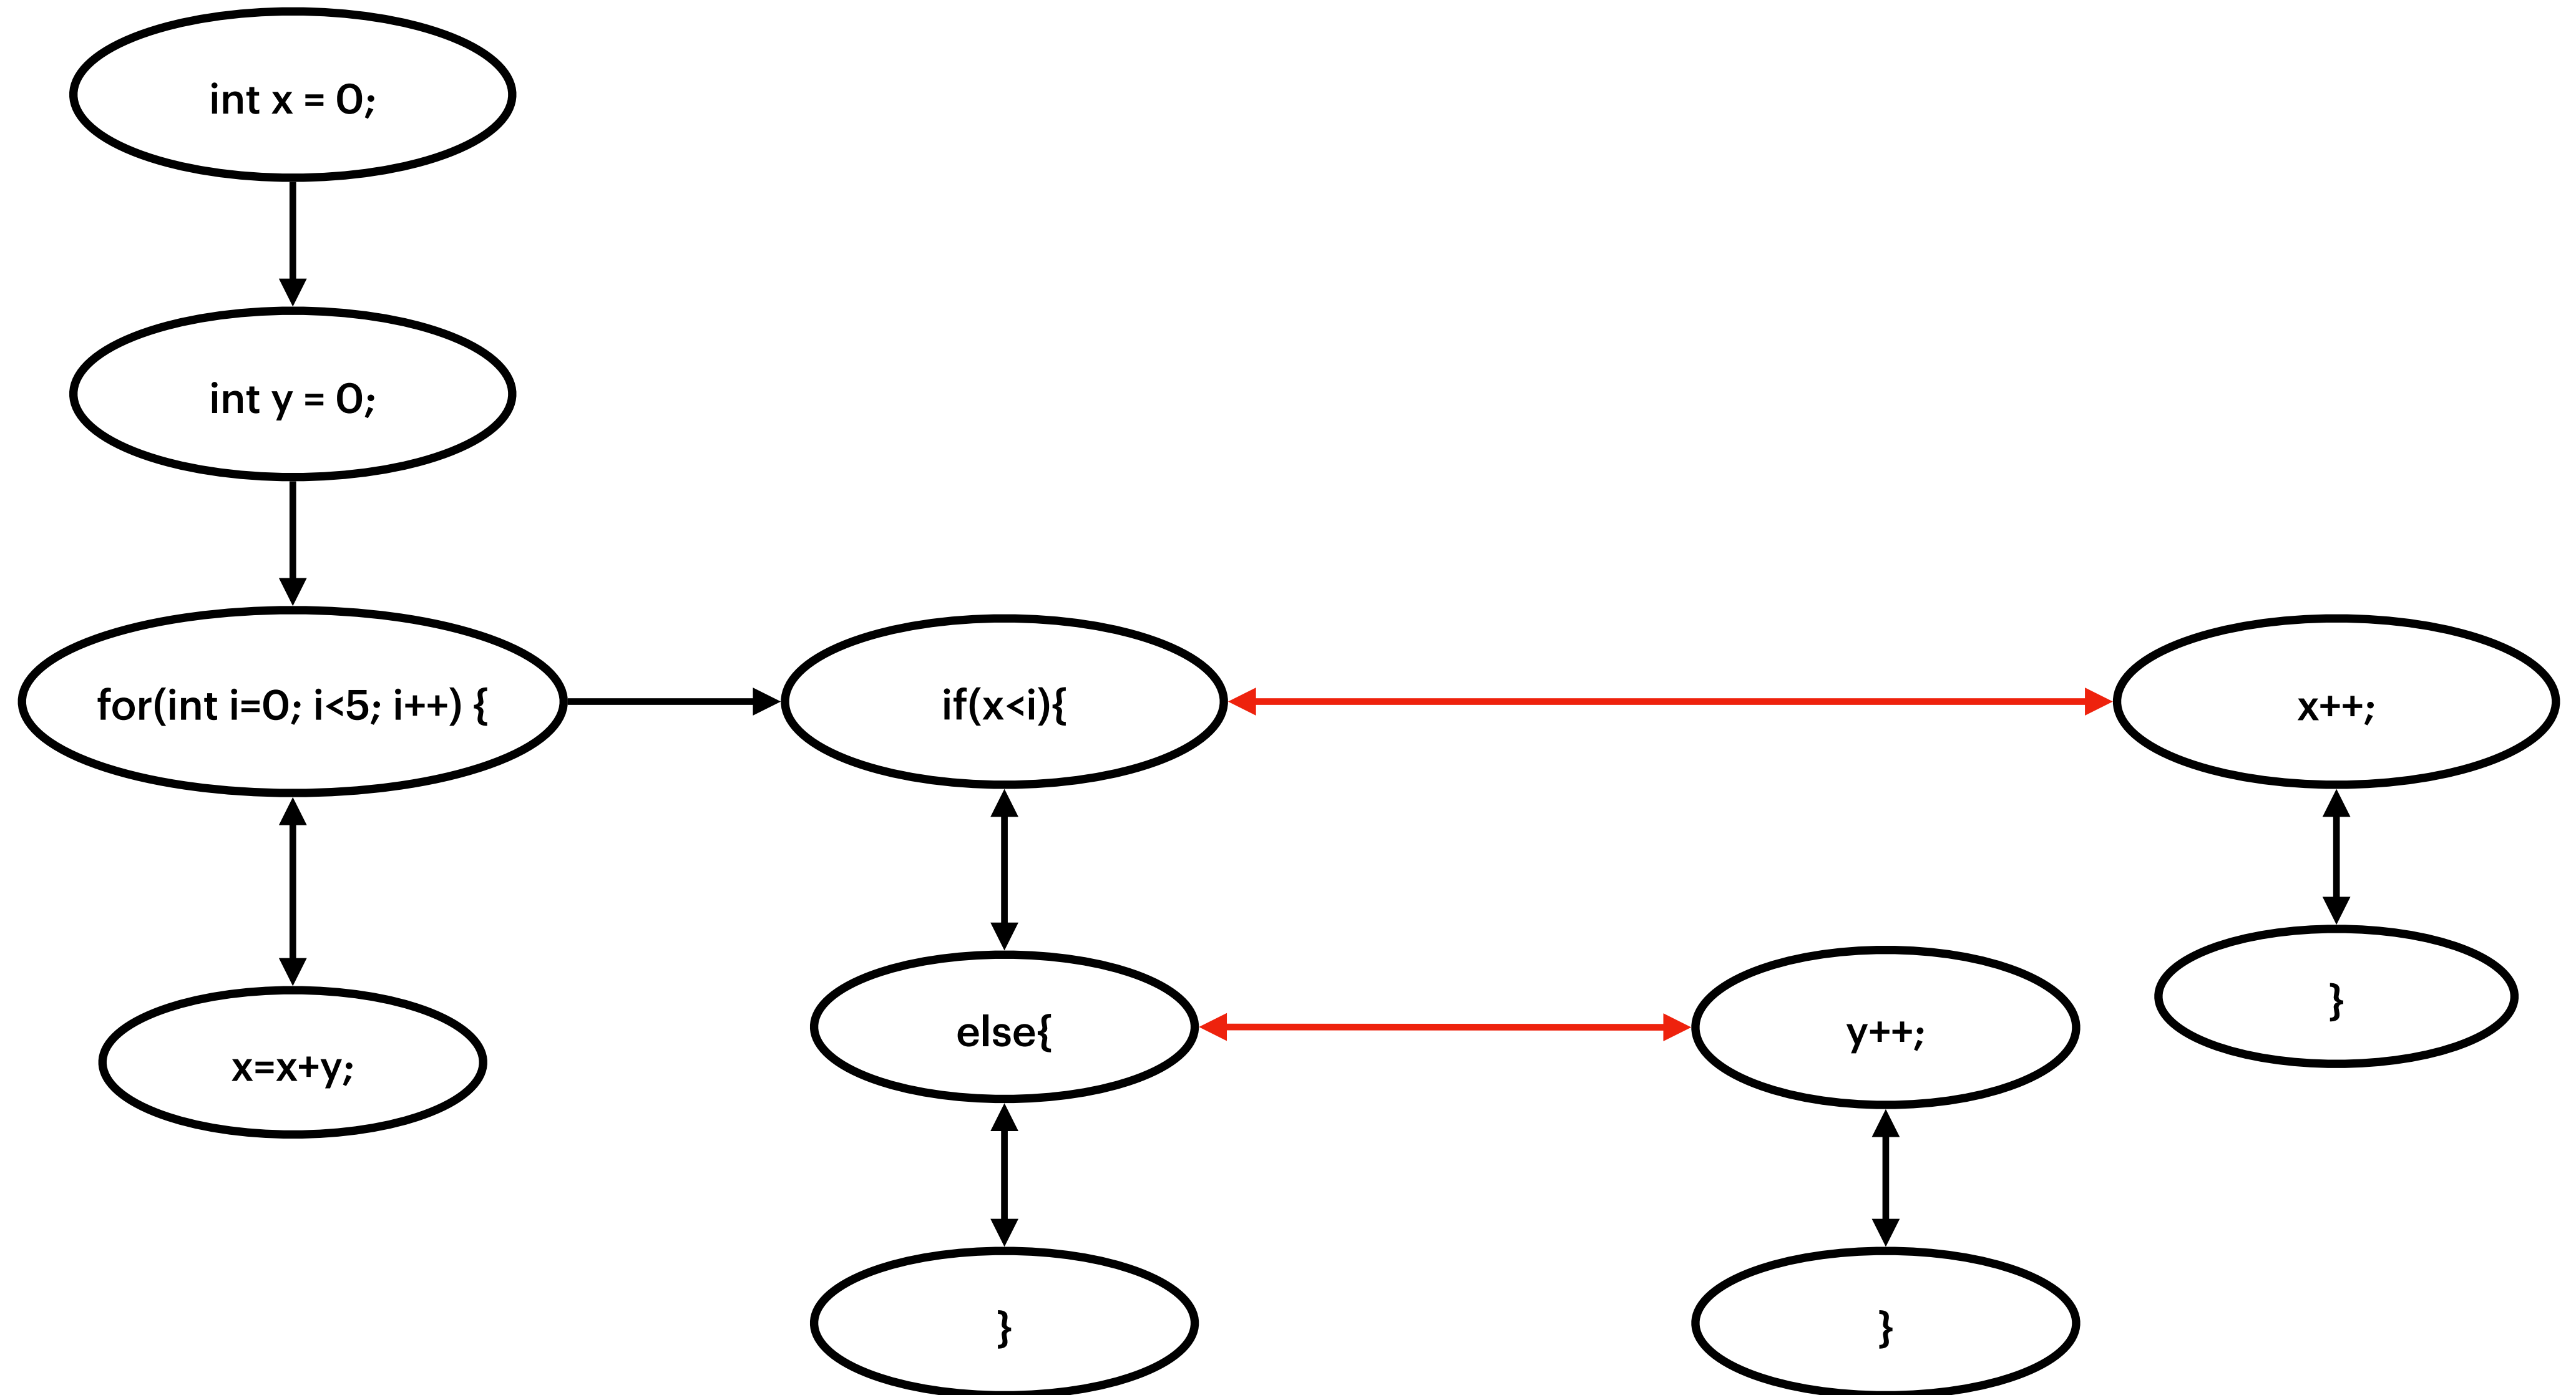 int x = 0;
int y = 0;
for(int i=0; i<5; i++) {
if(x<i){
x++;
}
else{
y++;
}
}
x=x+y;